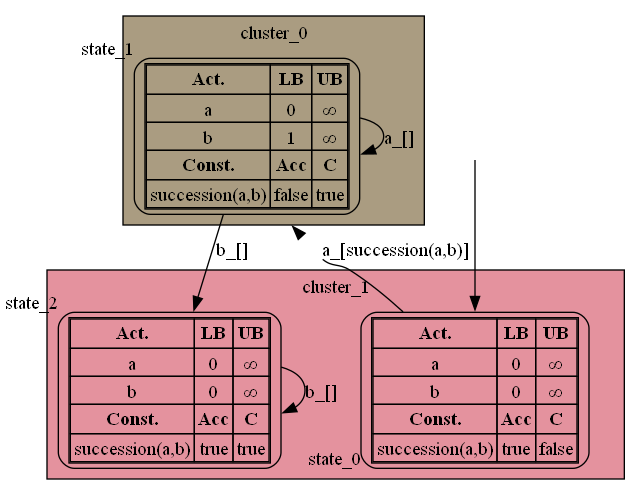 cluster_0
state_1
Act. LB UB
a 0 ∞
a_[]
b 1 ∞
Const. Acc C
succession(a,b) false true
b_[]
a_[succession(a,b)]
cluster_1
state_2
Act. LB UB
a 0 ∞
b 0 ∞
b_[]
Const. Acc C
succession(a,b) true true
Act. LB UB
a 0 ∞
b 0 ∞
Const. Acc C
succession(a,b) true false
state_0